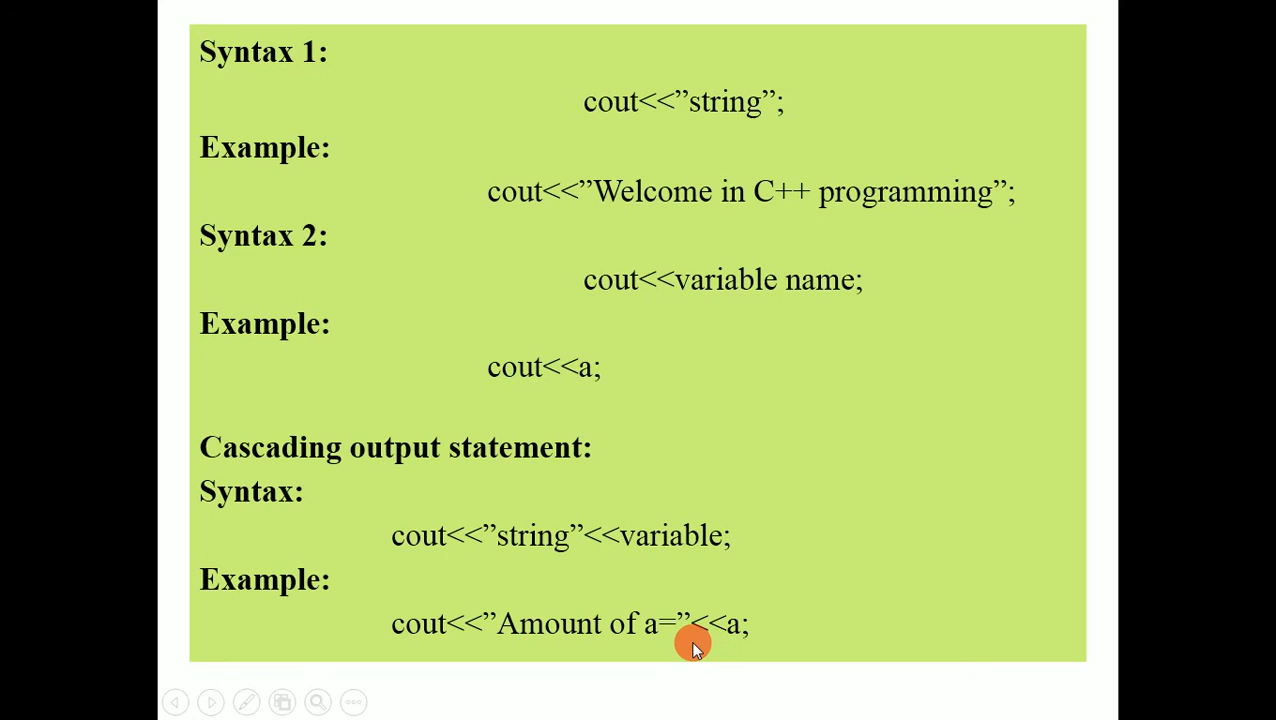 Syntax 1:
cout<<”string”;
Example:
cout<<”Welcome in C++ programming”;
Syntax 2:
cout<<variable name;
Example:
cout<<a;
Cascading output statement:
Syntax:
cout<<”string”<<variable;
Example:
cout<<”Amount of a=”<<a;